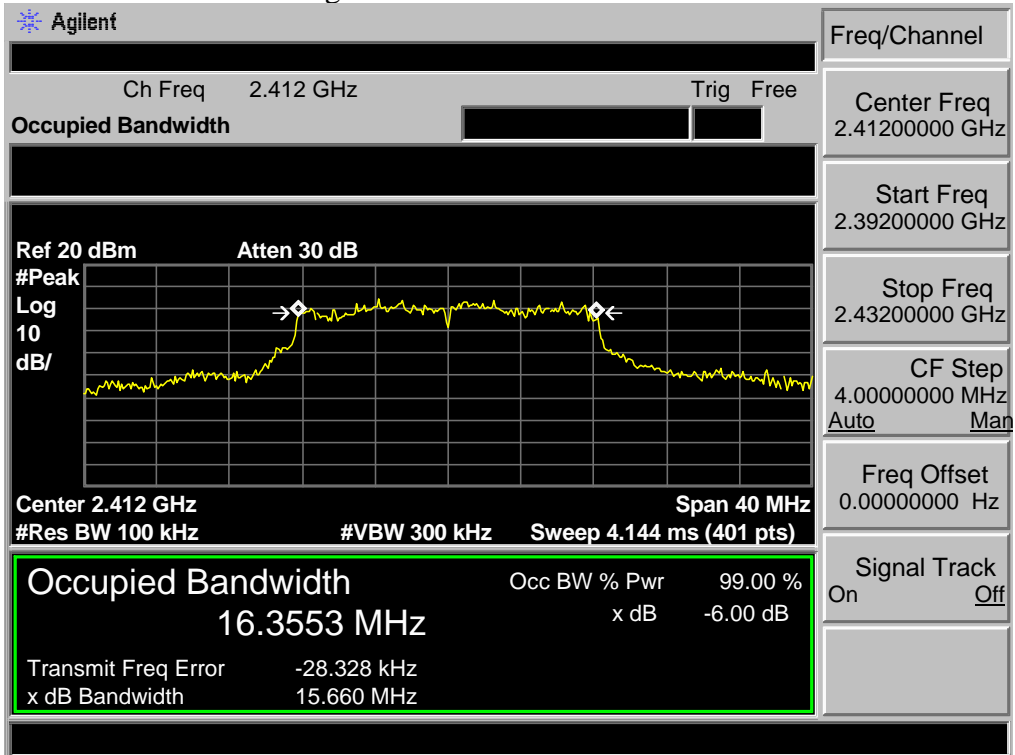 Agilent
Freq/Channel
Ch Freq 2.412 GHz Trig Free
Occupied Bandwidth
Center Freq
2.41200000 GHz
Start Freq
2.39200000 GHz
Stop Freq
2.43200000 GHz
CF Step
4.00000000 MHz
Auto Man
Freq Offset
0.00000000 Hz
Signal Track
On Off
Ref 20 dBm Atten 30 dB
#Peak
Log
10
dB/
Center 2.412 GHz Span 40 MHz
#Res BW 100 kHz #VBW 300 kHz Sweep 4.144 ms (401 pts)
Occupied Bandwidth Occ BW % Pwr 99.00 %
16.3553 MHz x dB -6.00 dB
Transmit Freq Error -28.328 kHz
x dB Bandwidth 15.660 MHz